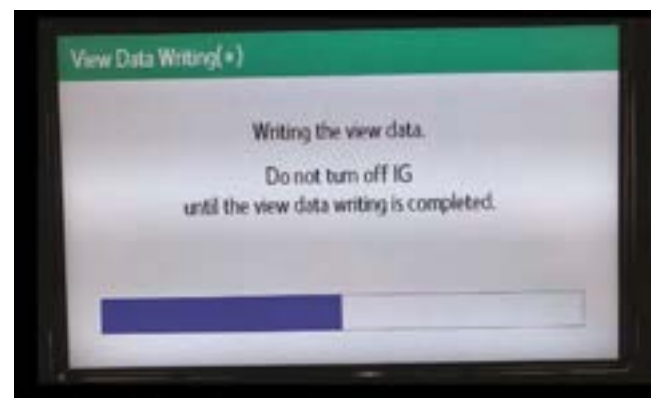 View Data Writing(*)
Writing the view data.
Do not turn off IG
until the view data writing is completed.